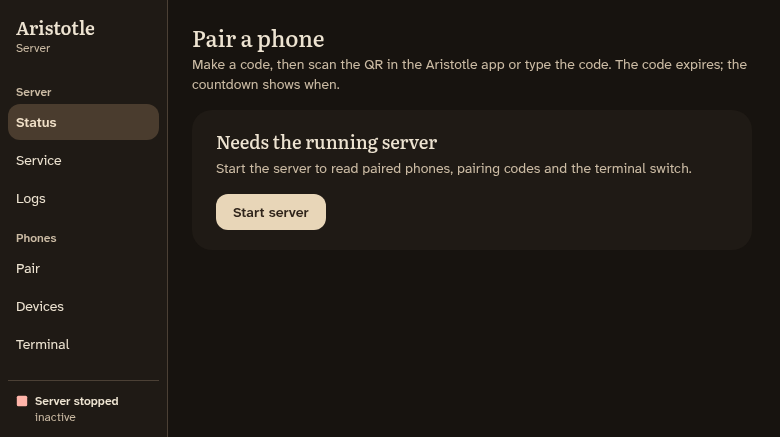 Aristotle
Server
Server
Status
Service
Logs
Phones
Pair
Devices
Terminal
Server stopped
inactive
Pair a phone
Make a code, then scan the QR in the Aristotle app or type the code. The code expires; the
countdown shows when.
Needs the running server
Start the server to read paired phones, pairing codes and the terminal switch.
Start server